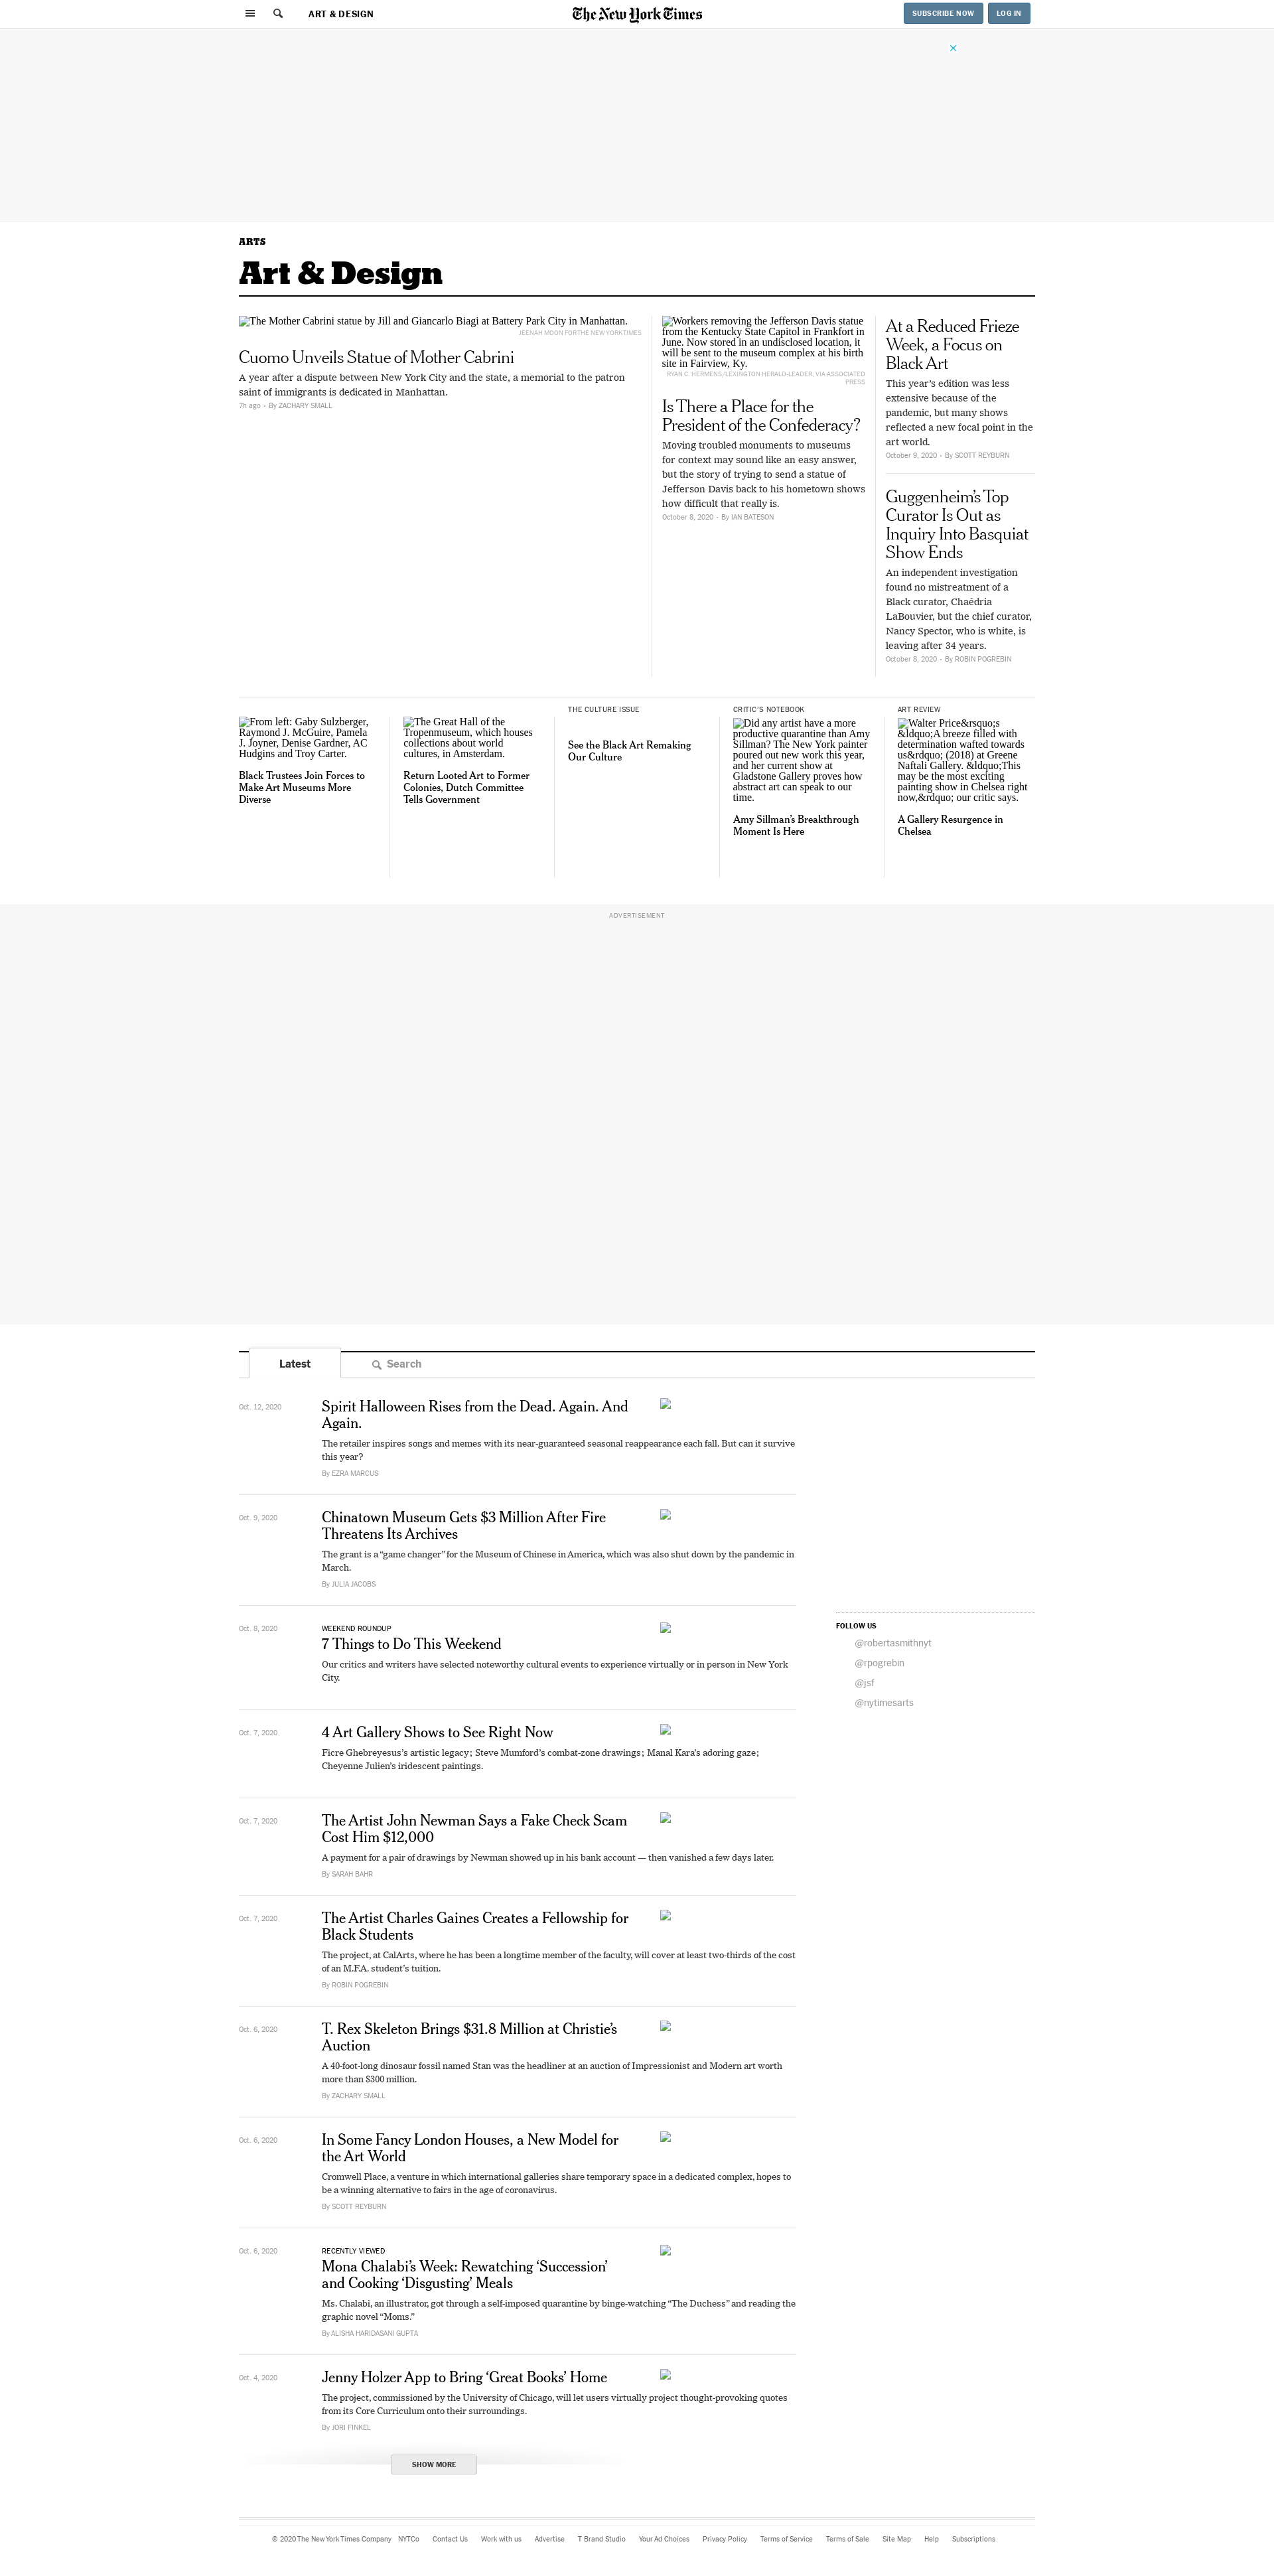 ART & DESIGN
The New York Times
SUBSCRIBE NOW
LOG IN
ARTS
Art & Design
The Mother Cabrini statue by Jill and Giancarlo Biagi at Battery Park City in Manhattan.
JEENAH MOON FOR THE NEW YORK TIMES
Cuomo Unveils Statue of Mother Cabrini
A year after a dispute between New York City and the state, a memorial to the patron
saint of immigrants is dedicated in Manhattan.
7h ago • By ZACHARY SMALL
Workers removing the Jefferson Davis statue
from the Kentucky State Capitol in Frankfort in
June. Now stored in an undisclosed location, it
will be sent to the museum complex at his birth
site in Fairview, Ky.
RYAN C. HERMENS/LEXINGTON HERALD-LEADER, VIA ASSOCIATED
PRESS
Is There a Place for the
President of the Confederacy?
Moving troubled monuments to museums
for context may sound like an easy answer,
but the story of trying to send a statue of
Jefferson Davis back to his hometown shows
how difficult that really is.
October 8, 2020 • By IAN BATESON
At a Reduced Frieze
Week, a Focus on
Black Art
This year’s edition was less
extensive because of the
pandemic, but many shows
reflected a new focal point in the
art world.
October 9, 2020 • By SCOTT REYBURN
Guggenheim’s Top
Curator Is Out as
Inquiry Into Basquiat
Show Ends
An independent investigation
found no mistreatment of a
Black curator, Chaédria
LaBouvier, but the chief curator,
Nancy Spector, who is white, is
leaving after 34 years.
October 8, 2020 • By ROBIN POGREBIN
From left: Gaby Sulzberger,
Raymond J. McGuire, Pamela
J. Joyner, Denise Gardner, AC
Hudgins and Troy Carter.
Black Trustees Join Forces to
Make Art Museums More
Diverse
The Great Hall of the
Tropenmuseum, which houses
collections about world
cultures, in Amsterdam.
Return Looted Art to Former
Colonies, Dutch Committee
Tells Government
THE CULTURE ISSUE
See the Black Art Remaking
Our Culture
CRITIC’S NOTEBOOK
Did any artist have a more
productive quarantine than Amy
Sillman? The New York painter
poured out new work this year,
and her current show at
Gladstone Gallery proves how
abstract art can speak to our
time.
Amy Sillman’s Breakthrough
Moment Is Here
ART REVIEW
Walter Price&rsquo;s
&ldquo;A breeze filled with
determination wafted towards
us&rdquo; (2018) at Greene
Naftali Gallery. &ldquo;This
may be the most exciting
painting show in Chelsea right
now,&rdquo; our critic says.
A Gallery Resurgence in
Chelsea
ADVERTISEMENT
Latest
Search
Oct. 12, 2020
Spirit Halloween Rises from the Dead. Again. And
Again.
The retailer inspires songs and memes with its near-guaranteed seasonal reappearance each fall. But can it survive
this year?
By EZRA MARCUS
Oct. 9, 2020
Chinatown Museum Gets $3 Million After Fire
Threatens Its Archives
The grant is a “game changer” for the Museum of Chinese in America, which was also shut down by the pandemic in
March.
By JULIA JACOBS
Oct. 8, 2020
WEEKEND ROUNDUP
7 Things to Do This Weekend
Our critics and writers have selected noteworthy cultural events to experience virtually or in person in New York
City.
FOLLOW US
@robertasmithnyt
@rpogrebin
@jsf
@nytimesarts
Oct. 7, 2020
4 Art Gallery Shows to See Right Now
Ficre Ghebreyesus’s artistic legacy; Steve Mumford’s combat-zone drawings; Manal Kara’s adoring gaze;
Cheyenne Julien’s iridescent paintings.
Oct. 7, 2020
The Artist John Newman Says a Fake Check Scam
Cost Him $12,000
A payment for a pair of drawings by Newman showed up in his bank account — then vanished a few days later.
By SARAH BAHR
Oct. 7, 2020
The Artist Charles Gaines Creates a Fellowship for
Black Students
The project, at CalArts, where he has been a longtime member of the faculty, will cover at least two-thirds of the cost
of an M.F.A. student’s tuition.
By ROBIN POGREBIN
Oct. 6, 2020
T. Rex Skeleton Brings $31.8 Million at Christie’s
Auction
A 40-foot-long dinosaur fossil named Stan was the headliner at an auction of Impressionist and Modern art worth
more than $300 million.
By ZACHARY SMALL
Oct. 6, 2020
In Some Fancy London Houses, a New Model for
the Art World
Cromwell Place, a venture in which international galleries share temporary space in a dedicated complex, hopes to
be a winning alternative to fairs in the age of coronavirus.
By SCOTT REYBURN
Oct. 6, 2020
RECENTLY VIEWED
Mona Chalabi’s Week: Rewatching ‘Succession’
and Cooking ‘Disgusting’ Meals
Ms. Chalabi, an illustrator, got through a self-imposed quarantine by binge-watching “The Duchess” and reading the
graphic novel “Moms.”
By ALISHA HARIDASANI GUPTA
Oct. 4, 2020
Jenny Holzer App to Bring ‘Great Books’ Home
The project, commissioned by the University of Chicago, will let users virtually project thought-provoking quotes
from its Core Curriculum onto their surroundings.
By JORI FINKEL
SHOW MORE
© 2020 The New York Times Company NYTCo Contact Us Work with us Advertise T Brand Studio Your Ad Choices Privacy Policy Terms of Service Terms of Sale Site Map Help Subscriptions